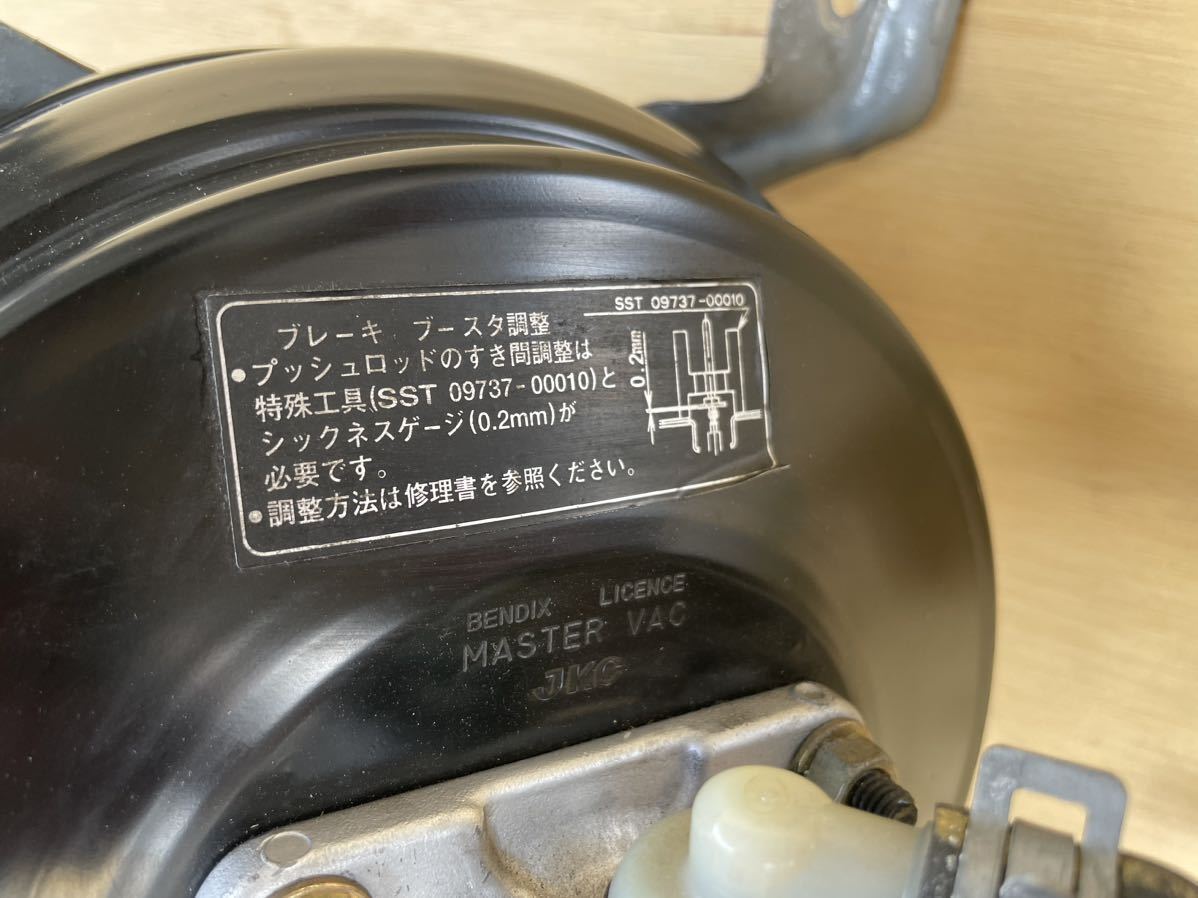 SST 09737-00010
0.2mm
ブレーキ ブースタ調整
●プッシュロッドのすき間調整は
特殊工具(SST 09737-00010)と
シックネスゲージ(0.2mm)が
必要です。
●調整方法は修理書を参照ください。
BENDIX LICENCE
MASTER VAC
JKC